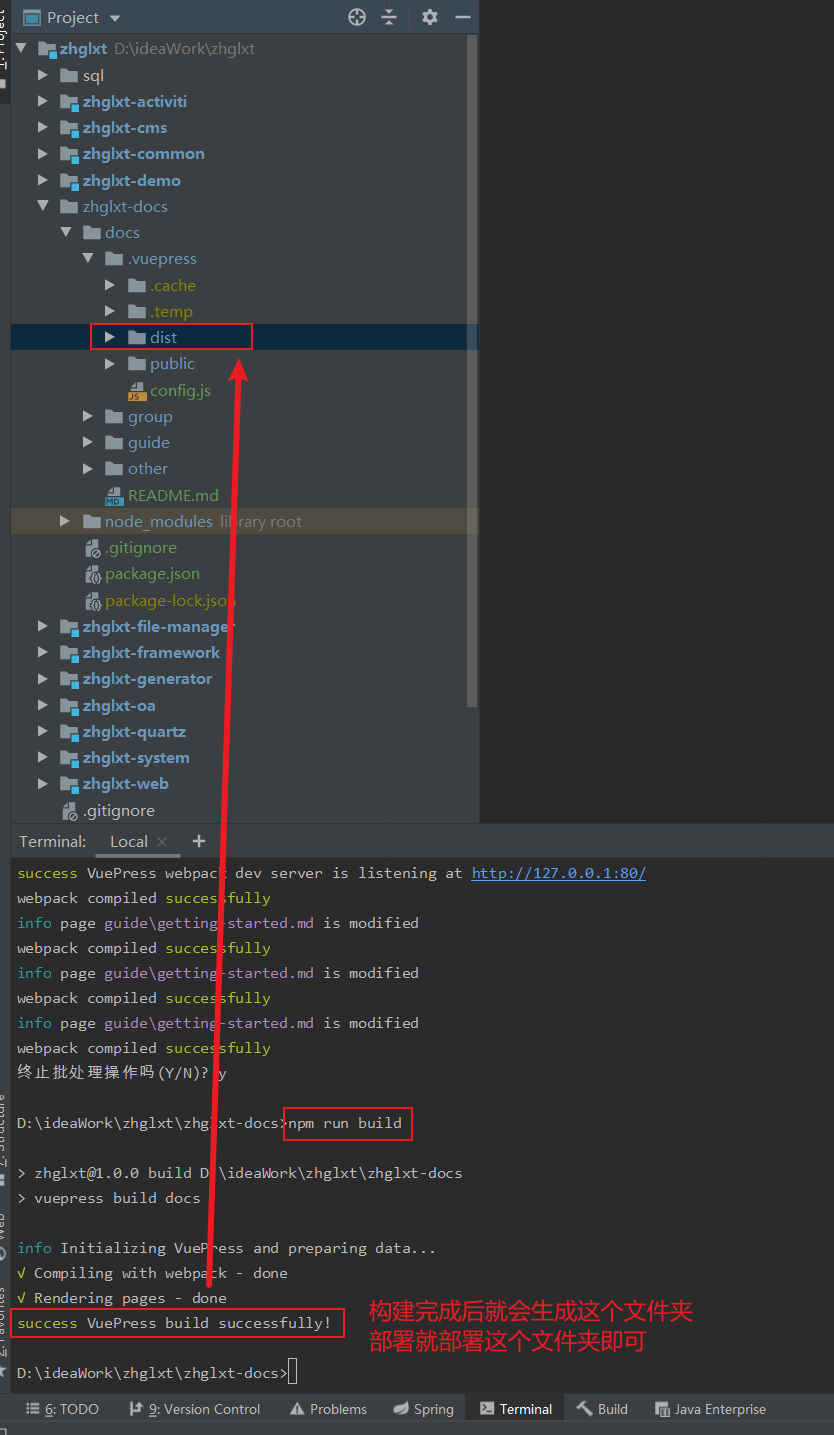 Project
zhglxt D:\ideaWork\zhglxt
sql
zhglxt-activiti
zhglxt-cms
zhglxt-common
zhglxt-demo
zhglxt-docs
docs
.vuepress
.cache
.temp
dist
public
config.js
group
guide
other
README.md
node_modules library root
.gitignore
package.json
package-lock.json
zhglxt-file-manager
zhglxt-framework
zhglxt-generator
zhglxt-oa
zhglxt-quartz
zhglxt-system
zhglxt-web
.gitignore
Terminal: Local
success VuePress webpack dev server is listening at http://127.0.0.1:80/
webpack compiled successfully
info page guide\getting-started.md is modified
webpack compiled successfully
info page guide\getting-started.md is modified
webpack compiled successfully
info page guide\getting-started.md is modified
webpack compiled successfully
终止批处理操作吗(Y/N)? y
D:\ideaWork\zhglxt\zhglxt-docs>npm run build
> zhglxt@1.0.0 build D:\ideaWork\zhglxt\zhglxt-docs
> vuepress build docs
info Initializing VuePress and preparing data...
√ Compiling with webpack - done
√ Rendering pages - done
success VuePress build successfully!
构建完成后就会生成这个文件夹
部署就部署这个文件夹即可
D:\ideaWork\zhglxt\zhglxt-docs>
6: TODO 9: Version Control Problems Spring Terminal Build Java Enterprise